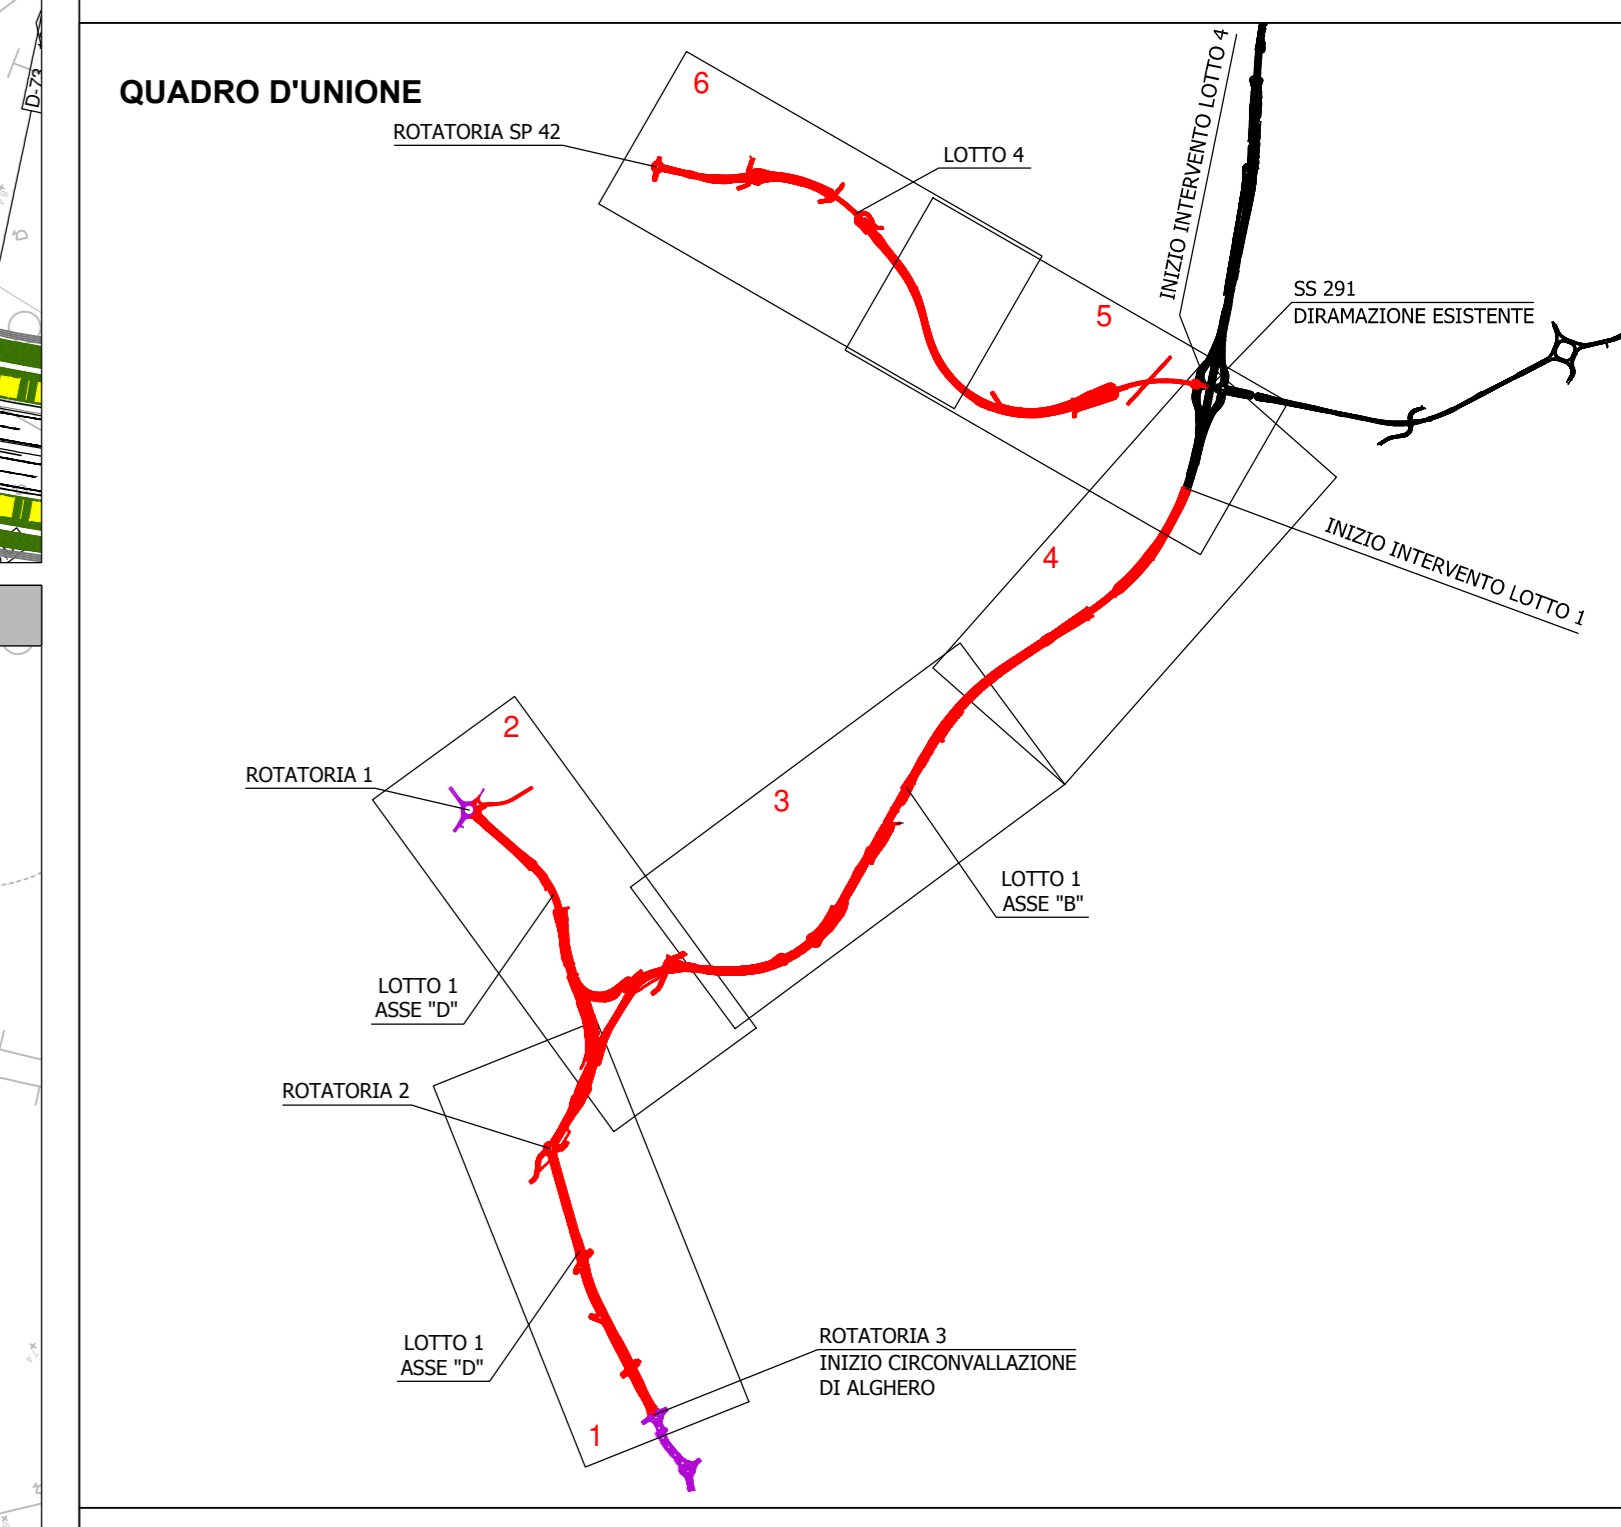 D-73
QUADRO D'UNIONE
6
ROTATORIA SP 42
LOTTO 4
INIZIO INTERVENTO LOTTO 4
5
SS 291
DIRAMAZIONE ESISTENTE
4
INIZIO INTERVENTO LOTTO 1
2
ROTATORIA 1
3
LOTTO 1
ASSE "B"
LOTTO 1
ASSE "D"
ROTATORIA 2
LOTTO 1
ASSE "D"
ROTATORIA 3
INIZIO CIRCONVALLAZIONE
DI ALGHERO
1